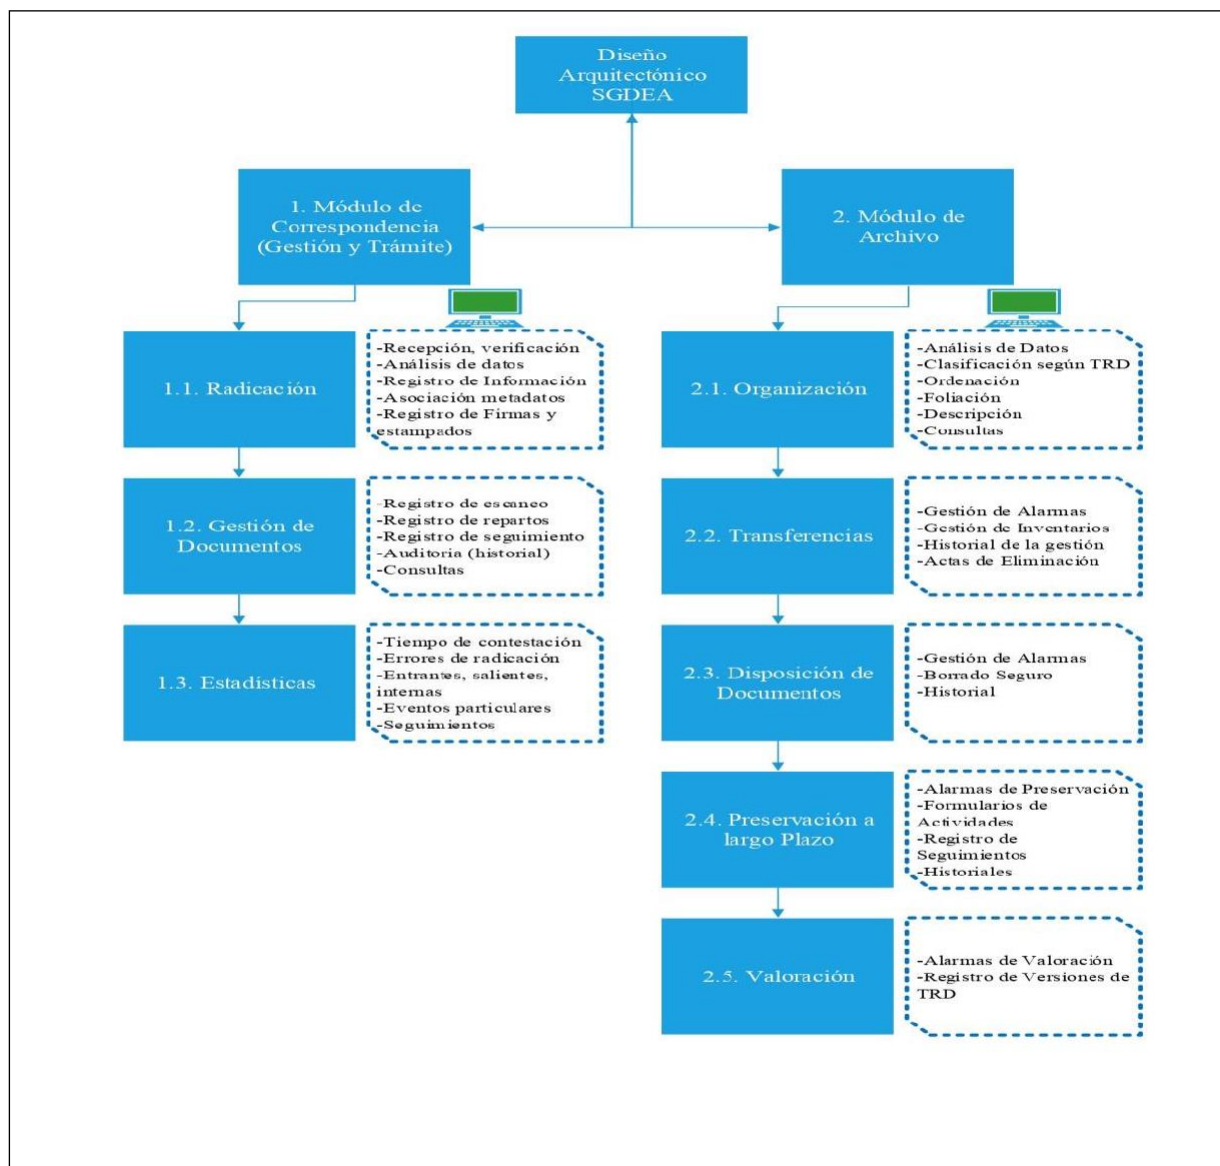 Diseño
Arquitectónico
SGDEA
1. Módulo de
Correspondencia
(Gestión y Trámite)
2. Módulo de
Archivo
1.1. Radicación
-Recepción, verificación
-Análisis de datos
-Registro de Información
-Asociación metadatos
-Registro de Firmas y
estampados
1.2. Gestión de
Documentos
-Registro de escaneo
-Registro de repartos
-Registro de seguimiento
-Auditoria (historial)
-Consultas
1.3. Estadísticas
-Tiempo de contestación
-Errores de radicación
-Entrantes, salientes,
internas
-Eventos particulares
-Seguimientos
2.1. Organización
-Análisis de Datos
-Clasificación según TRD
-Ordenación
-Foliación
-Descripción
-Consultas
2.2. Transferencias
-Gestión de Alarmas
-Gestión de Inventarios
-Historial de la gestión
-Actas de Eliminación
2.3. Disposición de
Documentos
-Gestión de Alarmas
-Borrado Seguro
-Historial
2.4. Preservación a
largo Plazo
-Alarmas de Preservación
-Formularios de
Actividades
-Registro de
Seguimientos
-Historiales
2.5. Valoración
-Alarmas de Valoración
-Registro de Versiones de
TRD